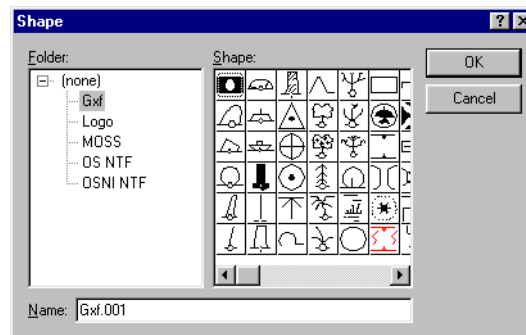 Shape
Folder:
Shape:
(none)
Gxf
Logo
MOSS
OS NTF
OSNI NTF
OK
Cancel
Name: Gxf.001